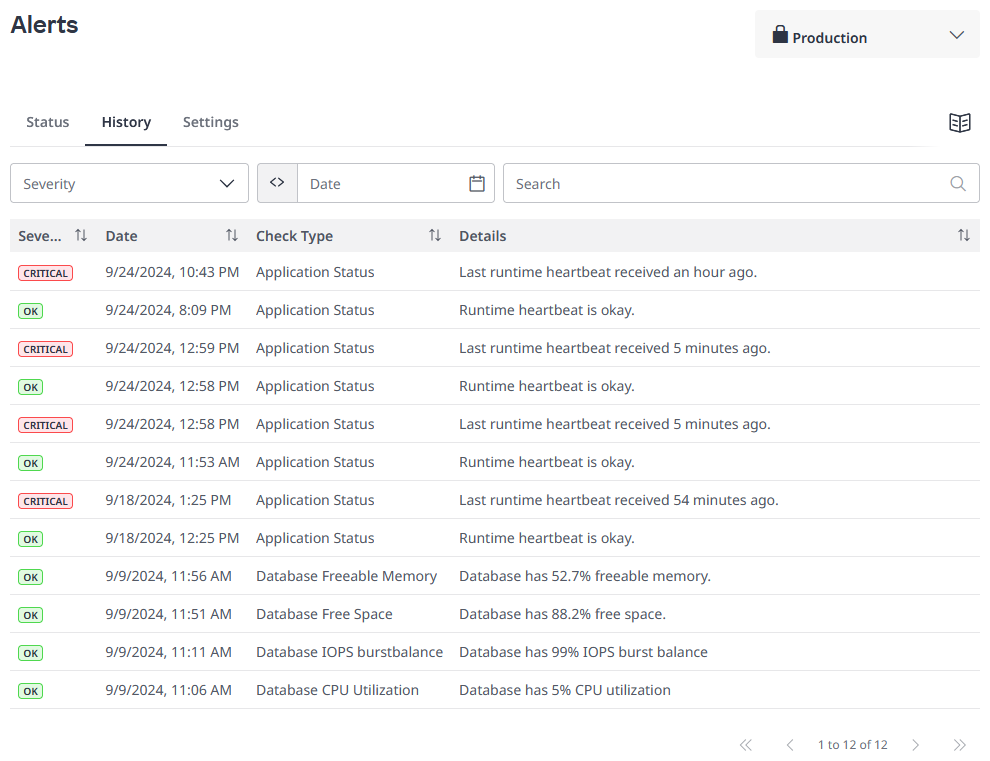 Alerts
Production
Status History Settings
Severity <> Date Search
Seve... Date Check Type Details
CRITICAL 9/24/2024, 10:43 PM Application Status Last runtime heartbeat received an hour ago.
OK 9/24/2024, 8:09 PM Application Status Runtime heartbeat is okay.
CRITICAL 9/24/2024, 12:59 PM Application Status Last runtime heartbeat received 5 minutes ago.
OK 9/24/2024, 12:58 PM Application Status Runtime heartbeat is okay.
CRITICAL 9/24/2024, 12:58 PM Application Status Last runtime heartbeat received 5 minutes ago.
OK 9/24/2024, 11:53 AM Application Status Runtime heartbeat is okay.
CRITICAL 9/18/2024, 1:25 PM Application Status Last runtime heartbeat received 54 minutes ago.
OK 9/18/2024, 12:25 PM Application Status Runtime heartbeat is okay.
OK 9/9/2024, 11:56 AM Database Freeable Memory Database has 52.7% freeable memory.
OK 9/9/2024, 11:51 AM Database Free Space Database has 88.2% free space.
OK 9/9/2024, 11:11 AM Database IOPS burstbalance Database has 99% IOPS burst balance
OK 9/9/2024, 11:06 AM Database CPU Utilization Database has 5% CPU utilization
1 to 12 of 12